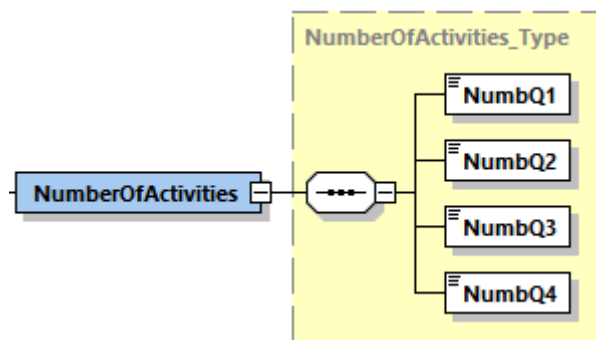 NumberOfActivities_Type
NumbQ1
NumbQ2
NumberOfActivities
NumbQ3
NumbQ4